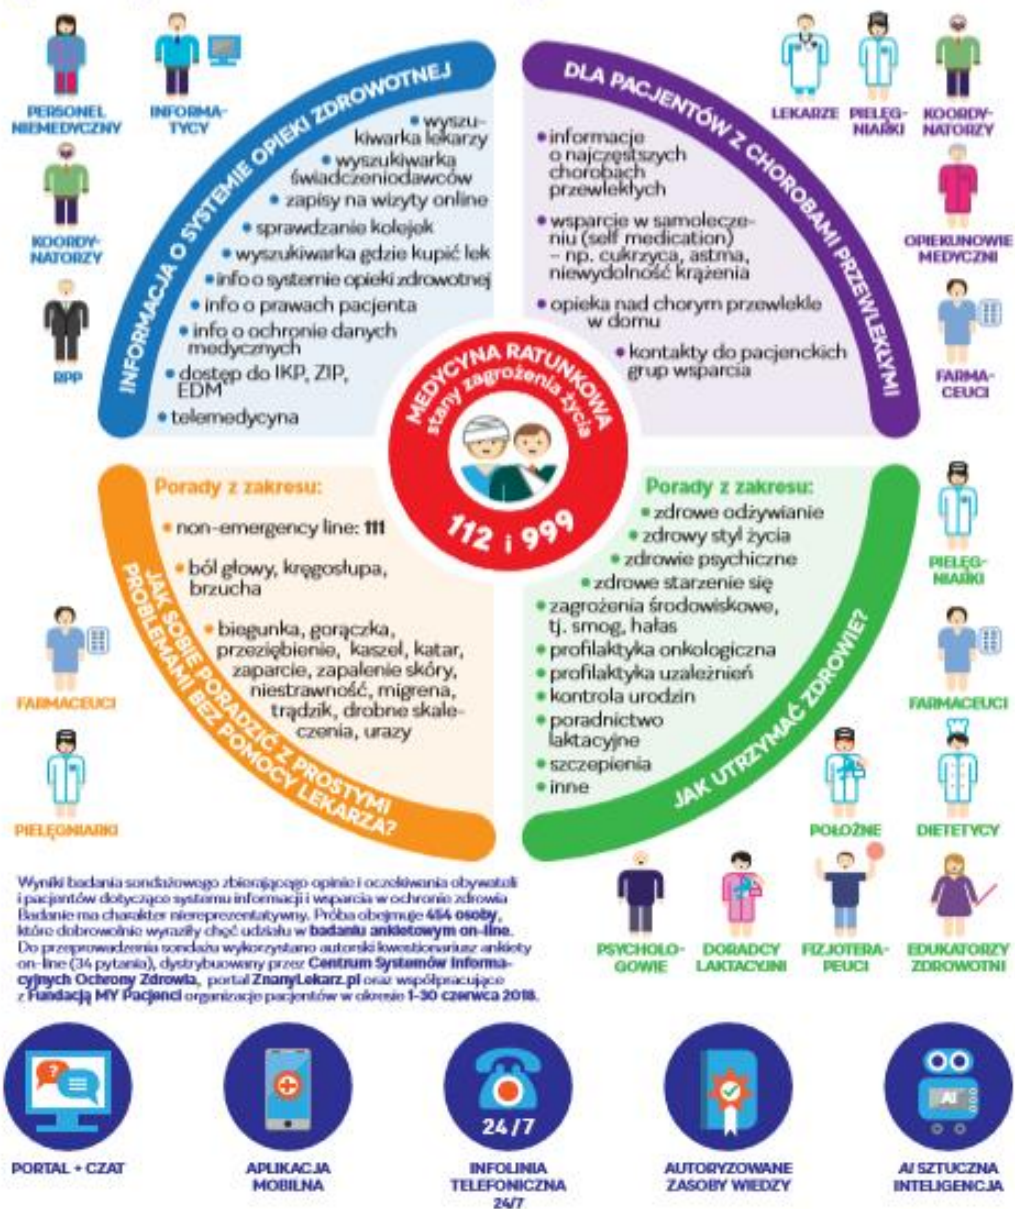 PERSONEL
NIEMEDYCZNY
INFORMA-
TYCY
KOORDY-
NATORZY
RPP
INFORMACJA O SYSTEMIE OPIEKI ZDROWOTNEJ
• wyszu-
kiwarka lekarzy
• wyszukiwarka
świadczeniodawców
• zapisy na wizyty online
• sprawdzanie kolejek
• wyszukiwarka gdzie kupić lek
• info o systemie opieki zdrowotnej
• info o prawach pacjenta
• info o ochronie danych
medycznych
• dostęp do IKP, ZIP,
EDM
• telemedycyna
DLA PACJENTÓW Z CHOROBAMI PRZEWLEKŁYMI
• informacje
o najczęstszych
chorobach
przewlekłych
• wsparcie w samolecze-
niu (self medication)
– np. cukrzyca, astma,
niewydolność krążenia
• opieka nad chorym przewlekle
w domu
• kontakty do pacjenckich
grup wsparcia
LEKARZE
PIELĘG-
NIARKI
KOORDY-
NATORZY
OPIEKUNOWIE
MEDYCZNI
FARMA-
CEUCI
MEDYCYNA RATUNKOWA
stany zagrożenia życia
112 i 999
Porady z zakresu:
• non-emergency line: 111
• ból głowy, kręgosłupa,
brzucha
• biegunka, gorączka,
przeziębienie, kaszel, katar,
zaparcie, zapalenie skóry,
niestrawność, migrena,
trądzik, drobne skale-
czenia, urazy
JAK SOBIE PORADZIĆ Z PROSTYMI
PROBLEMAMI BEZ POMOCY LEKARZA?
FARMACEUCI
PIELĘGNIARKI
Porady z zakresu:
• zdrowe odżywianie
• zdrowy styl życia
• zdrowie psychiczne
• zdrowe starzenie się
• zagrożenia środowiskowe,
tj. smog, hałas
• profilaktyka onkologiczna
• profilaktyka uzależnień
• kontrola urodzin
• poradnictwo
laktacyjne
• szczepienia
• inne
JAK UTRZYMAĆ ZDROWIE?
PIELĘG-
NIARKI
FARMACEUCI
POŁOŻNE
DIETETYCY
PSYCHOLO-
GOWIE
DORADCY
LAKTACYJNI
FIZJOTERA-
PEUCI
EDUKATORZY
ZDROWOTNI
Wyniki badania sondażowego zbierającego opinie i oczekiwania obywateli
i pacjentów dotyczące systemu informacji i wsparcia w ochronie zdrowia
Badanie ma charakter niereprezentatywny. Próba obejmuje 454 osoby,
które dobrowolnie wyraziły chęć udziału w badaniu ankietowym on-line.
Do przeprowadzenia sondażu wykorzystano autorski kwestionariusz ankiety
on-line (34 pytania), dystrybuowany przez Centrum Systemów Informa-
cyjnych Ochrony Zdrowia, portal ZnanyLekarz.pl oraz współpracujące
z Fundacją MY Pacjenci organizacje pacjentów w okresie 1-30 czerwca 2018.
?
24/7
AI
PORTAL + CZAT
APLIKACJA
MOBILNA
INFOLINIA
TELEFONICZNA
24/7
AUTORYZOWANE
ZASOBY WIEDZY
AI SZTUCZNA
INTELIGENCJA